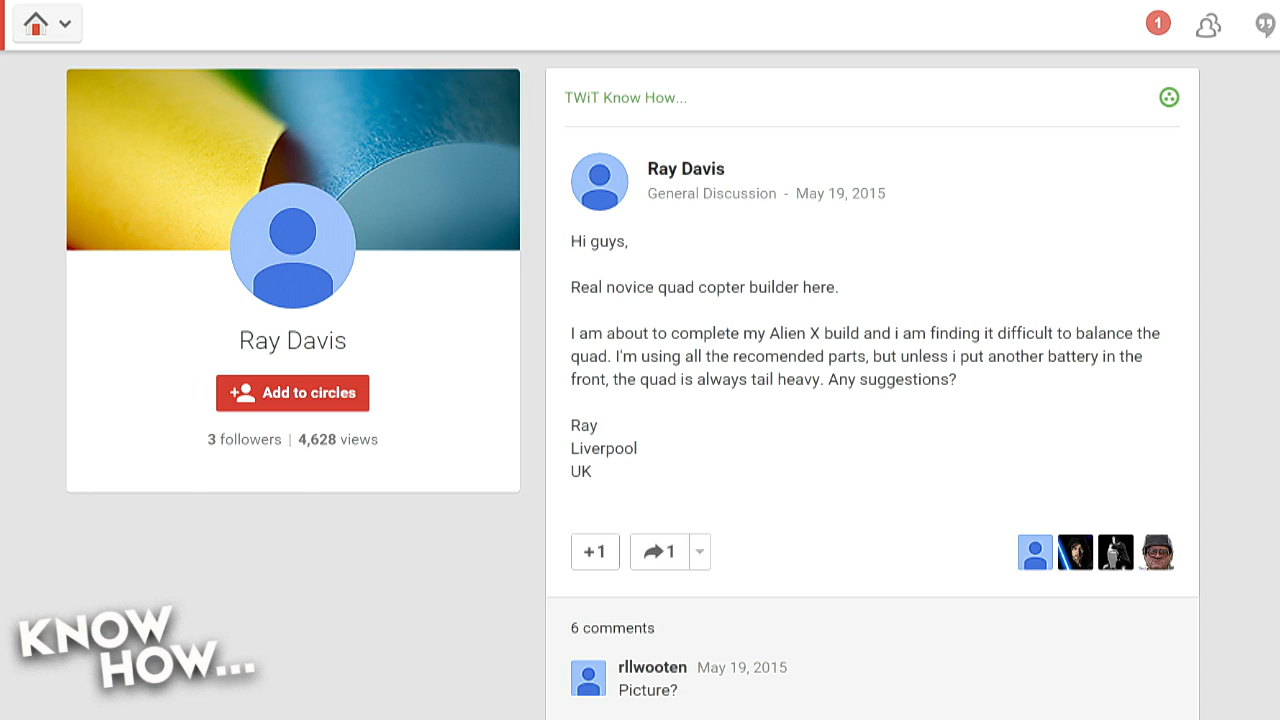 1
TWiT Know How...
Ray Davis
General Discussion - May 19, 2015
Hi guys,
Real novice quad copter builder here.
I am about to complete my Alien X build and i am finding it difficult to balance the
quad. I'm using all the recomended parts, but unless i put another battery in the
front, the quad is always tail heavy. Any suggestions?
Ray
Liverpool
UK
+1
1
6 comments
rllwooten May 19, 2015
Picture?
Ray Davis
Add to circles
3 followers | 4,628 views
KNOW
HOW...